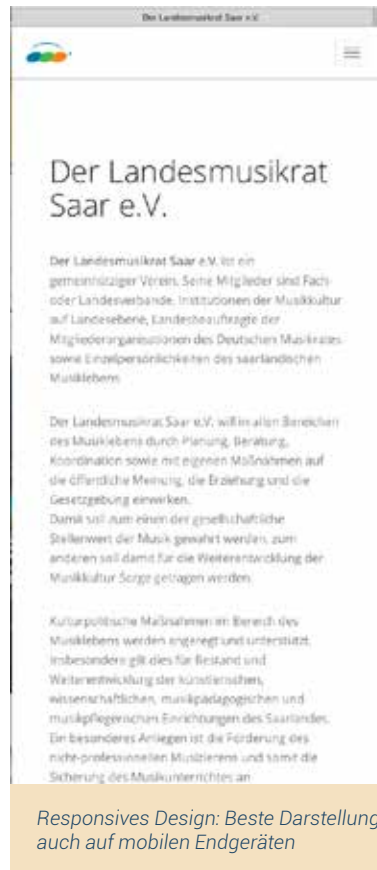 Der Landesmusikrat Saar e.V.
Der Landesmusikrat
Saar e.V.
Der Landesmusikrat Saar e.V. ist ein
gemeinnütziger Verein. Seine Mitglieder sind Fach-
oder Landesverbände, Institutionen der Musikkultur
auf Landesebene, Landesbeauftragte der
Mitgliederorganisationen des Deutschen Musikrates
sowie Einzelpersönlichkeiten des saarländischen
Musiklebens.
Der Landesmusikrat Saar e.V. will in allen Bereichen
des Musiklebens durch Planung, Beratung,
Koordination sowie mit eigenen Maßnahmen auf
die öffentliche Meinung, die Erziehung und die
Gesetzgebung einwirken.
Damit soll zum einen der gesellschaftliche
Stellenwert der Musik gewahrt werden, zum
anderen soll damit für die Weiterentwicklung der
Musikkultur Sorge getragen werden.
Kulturpolitische Maßnahmen im Bereich des
Musiklebens werden angeregt und unterstützt.
Insbesondere gilt dies für Bestand und
Weiterentwicklung der künstlerischen,
wissenschaftlichen, musikpädagogischen und
musikpflegerischen Einrichtungen des Saarlandes.
Ein besonderes Anliegen ist die Förderung des
nicht-professionellen Musizierens und somit die
Sicherung des Musikunterrichtes an
Responsives Design: Beste Darstellung
auch auf mobilen Endgeräten